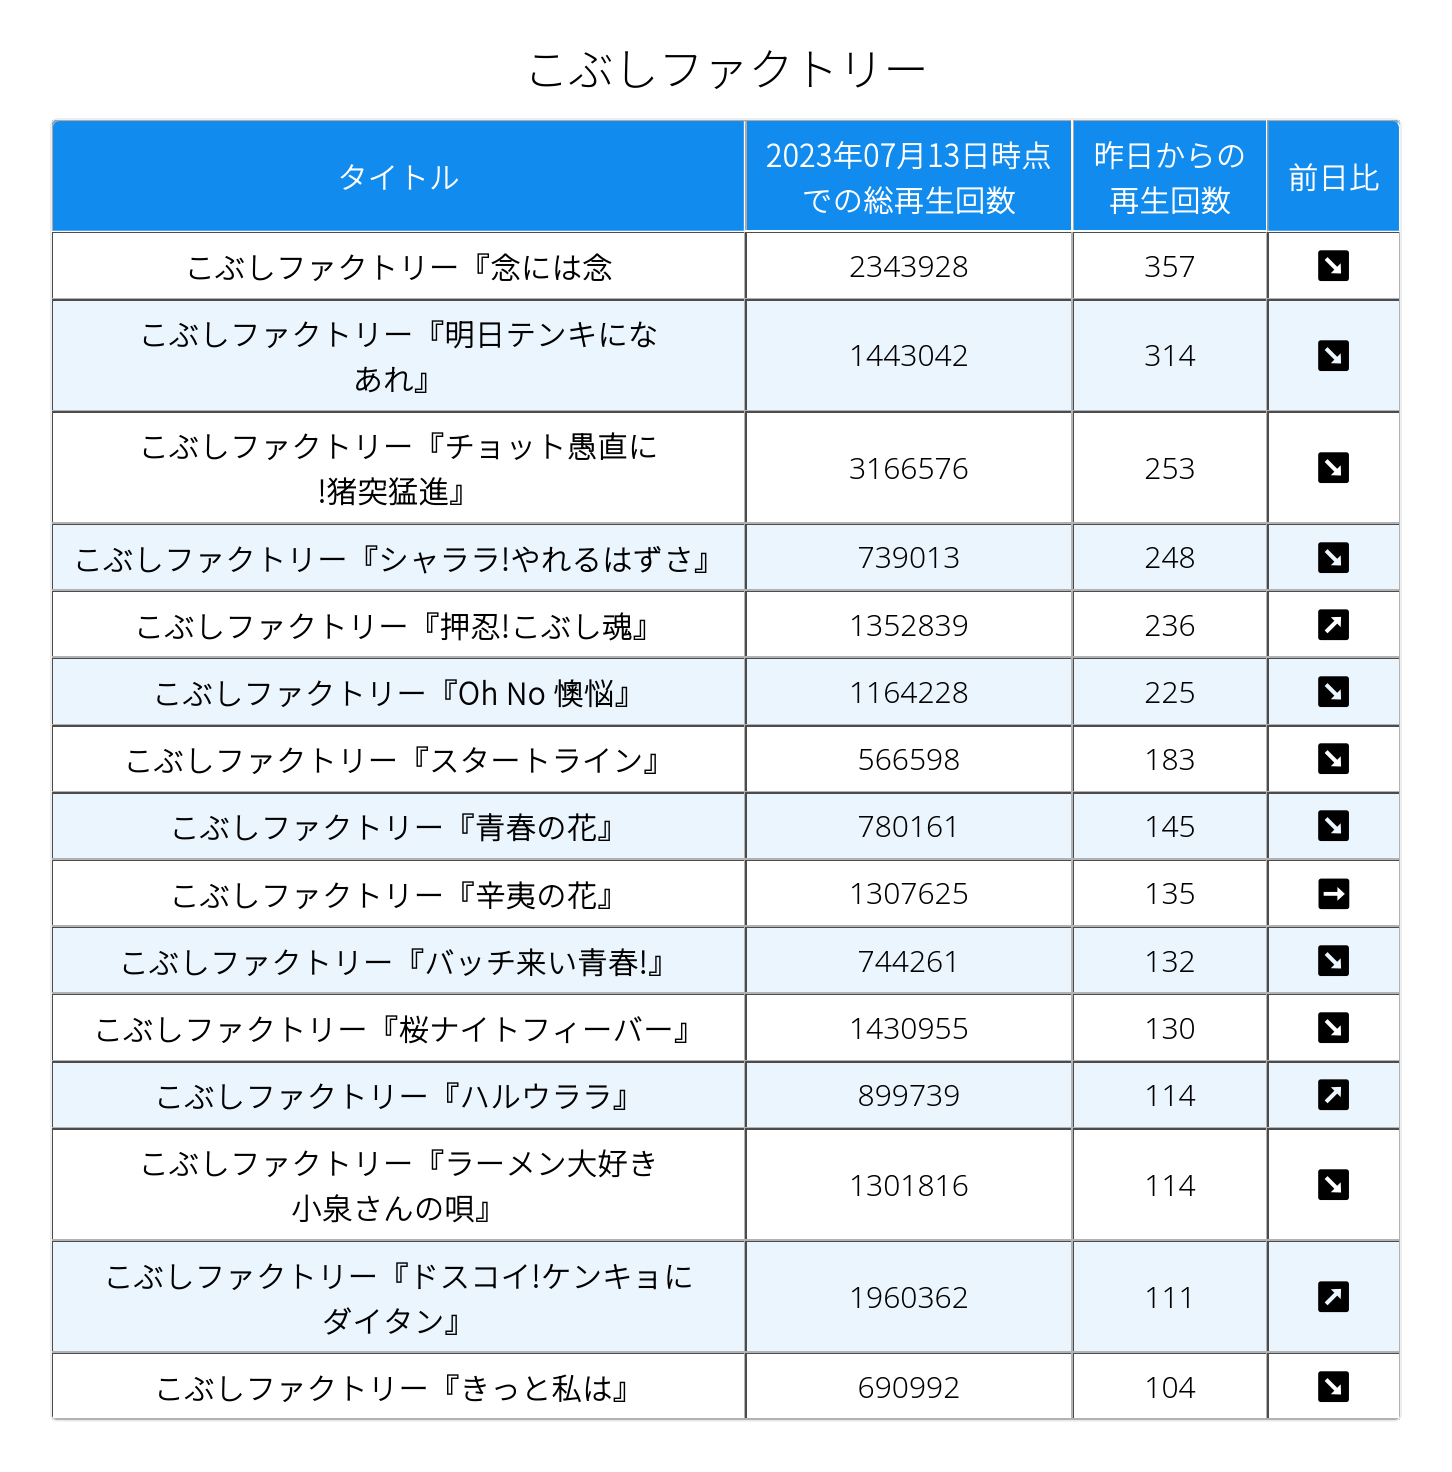 こぶしファクトリー
タイトル
2023年07月13日時点
での総再生回数
昨日からの
再生回数
前日比
こぶしファクトリー『念には念 2343928 357 ↘
こぶしファクトリー『明日テンキにな
あれ』 1443042 314 ↘
こぶしファクトリー『チョット愚直に
!猪突猛進』 3166576 253 ↘
こぶしファクトリー『シャララ!やれるはずさ』 739013 248 ↘
こぶしファクトリー『押忍!こぶし魂』 1352839 236 ↗
こぶしファクトリー『Oh No 懊悩』 1164228 225 ↘
こぶしファクトリー『スタートライン』 566598 183 ↘
こぶしファクトリー『青春の花』 780161 145 ↘
こぶしファクトリー『辛夷の花』 1307625 135 →
こぶしファクトリー『バッチ来い青春!』 744261 132 ↘
こぶしファクトリー『桜ナイトフィーバー』 1430955 130 ↘
こぶしファクトリー『ハルウララ』 899739 114 ↗
こぶしファクトリー『ラーメン大好き
小泉さんの唄』 1301816 114 ↘
こぶしファクトリー『ドスコイ!ケンキョに
ダイタン』 1960362 111 ↗
こぶしファクトリー『きっと私は』 690992 104 ↘